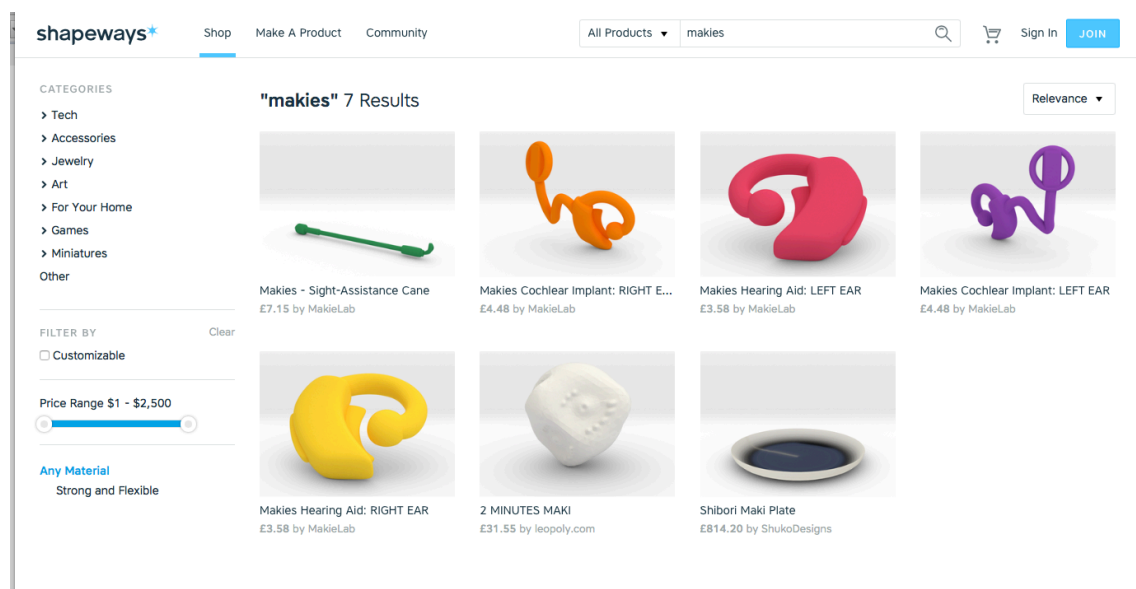 shapeways*
Shop
Make A Product
Community
All Products
makies
Sign In
JOIN
CATEGORIES
Tech
Accessories
Jewelry
Art
For Your Home
Games
Miniatures
Other
FILTER BY
Clear
Customizable
Price Range $1 - $2,500
Any Material
Strong and Flexible
"makies" 7 Results
Relevance
Makies - Sight-Assistance Cane
£7.15 by MakieLab
Makies Cochlear Implant: RIGHT E...
£4.48 by MakieLab
Makies Hearing Aid: LEFT EAR
£3.58 by MakieLab
Makies Cochlear Implant: LEFT EAR
£4.48 by MakieLab
Makies Hearing Aid: RIGHT EAR
£3.58 by MakieLab
2 MINUTES MAKI
£31.55 by leopoly.com
Shibori Maki Plate
£814.20 by ShukoDesigns